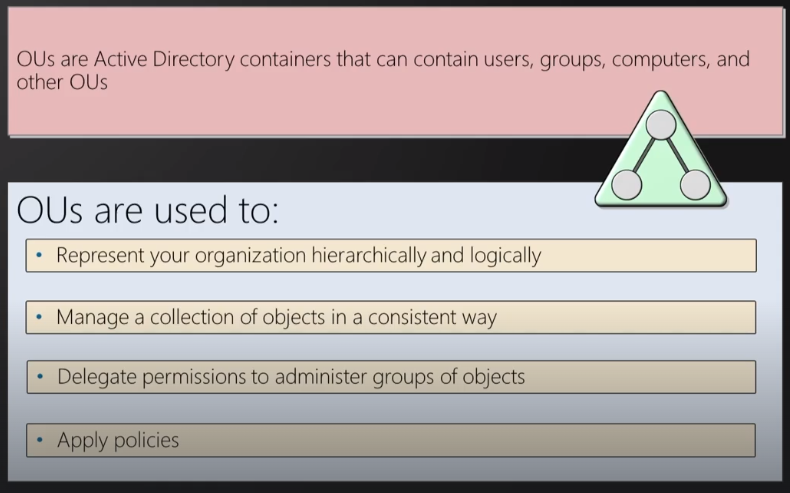 OUs are Active Directory containers that can contain users, groups, computers, and
other OUs
OUs are used to:
• Represent your organization hierarchically and logically
• Manage a collection of objects in a consistent way
• Delegate permissions to administer groups of objects
• Apply policies